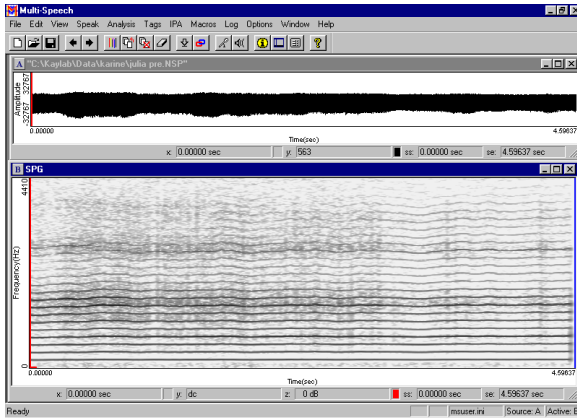 Multi-Speech
File Edit View Speak Analysis Tags IPA Macros Log Options Window Help
A "C:\Kaylab\Data\karine\julia pre.NSP"
Amplitude
-32767 32767
0.00000 4.59637
Time(sec)
x: 0.00000 sec y: 563 ss: 0.00000 sec se: 4.59637 sec
B SPG
4410
Frequency(Hz)
0
0.00000 4.59637
Time(sec)
x: 0.00000 sec y: dc z: 0 dB ss: 0.00000 sec se: 4.59637 sec
Ready msuser.ini Source: A Active: B